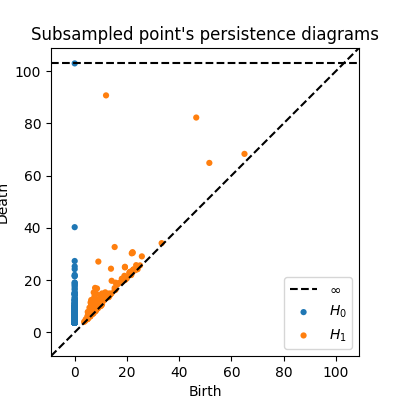 Subsampled point's persistence diagrams
100
80
60
40
20
0
Death
0 20 40 60 80 100
Birth
∞
H₀
H₁